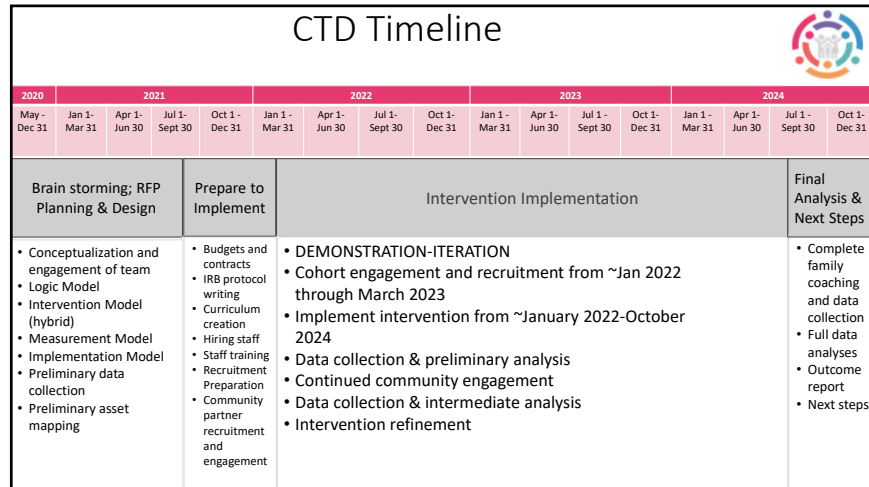 CTD Timeline
2020 2021 2022 2023 2024
May - Jan 1- Apr 1- Jul 1- Oct 1 - Jan 1 - Apr 1- Jul 1- Oct 1- Jan 1 - Apr 1- Jul 1- Oct 1- Jan 1 - Apr 1- Jul 1 - Oct 1-
Dec 31 Mar 31 Jun 30 Sept 30 Dec 31 Mar 31 Jun 30 Sept 30 Dec 31 Mar 31 Jun 30 Sept 30 Dec 31 Mar 31 Jun 30 Sept 30 Dec 31
Brain storming; RFP
Planning & Design
Prepare to
Implement
Intervention Implementation
Final
Analysis &
Next Steps
• Conceptualization and
engagement of team
• Logic Model
• Intervention Model
(hybrid)
• Measurement Model
• Implementation Model
• Preliminary data
collection
• Preliminary asset
mapping
• Budgets and
contracts
• IRB protocol
writing
• Curriculum
creation
• Hiring staff
• Staff training
• Recruitment
Preparation
• Community
partner
recruitment
and
engagement
• DEMONSTRATION-ITERATION
• Cohort engagement and recruitment from ~Jan 2022
through March 2023
• Implement intervention from ~January 2022-October
2024
• Data collection & preliminary analysis
• Continued community engagement
• Data collection & intermediate analysis
• Intervention refinement
• Complete
family
coaching
and data
collection
• Full data
analyses
• Outcome
report
• Next steps